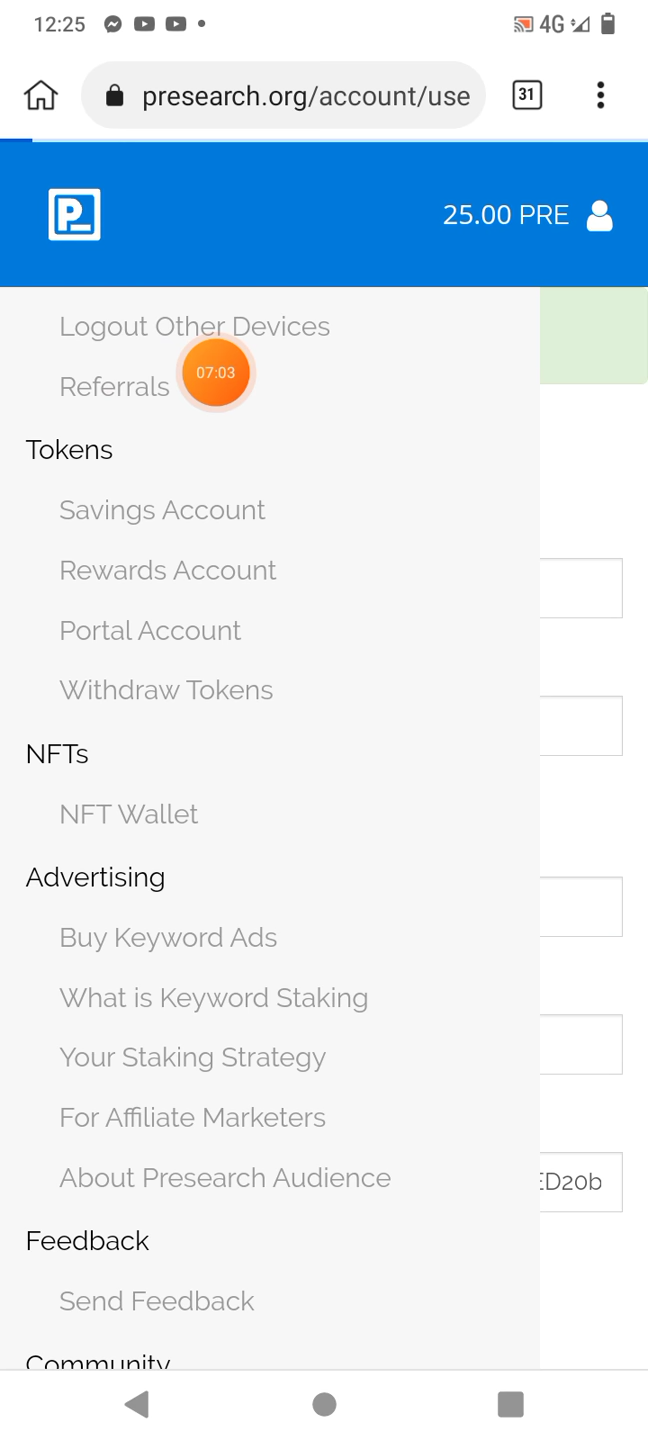 12:25
4G
presearch.org/account/use
31
P
25.00 PRE
Logout Other Devices
07:03
Referrals
Tokens
Savings Account
Rewards Account
Portal Account
Withdraw Tokens
NFTs
NFT Wallet
Advertising
Buy Keyword Ads
What is Keyword Staking
Your Staking Strategy
For Affiliate Marketers
About Presearch Audience
ED20b
Feedback
Send Feedback
Community